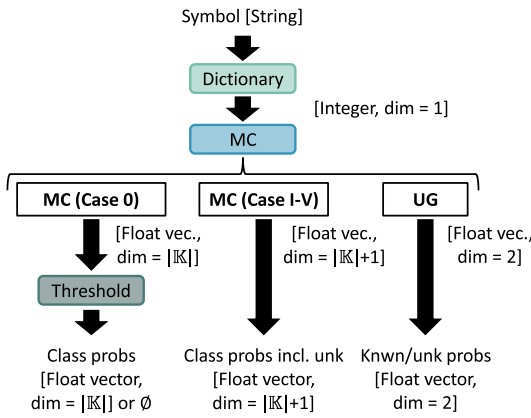 Symbol [String]
Dictionary
[Integer, dim = 1]
MC
MC (Case 0)
MC (Case I-V)
UG
[Float vec.,
dim = |𝕂|]
[Float vec.,
dim = |𝕂|+1]
[Float vec.,
dim = 2]
Threshold
Class probs
[Float vector,
dim = |𝕂|] or ∅
Class probs incl. unk
[Float vector,
dim = |𝕂|+1]
Knwn/unk probs
[Float vector,
dim = 2]